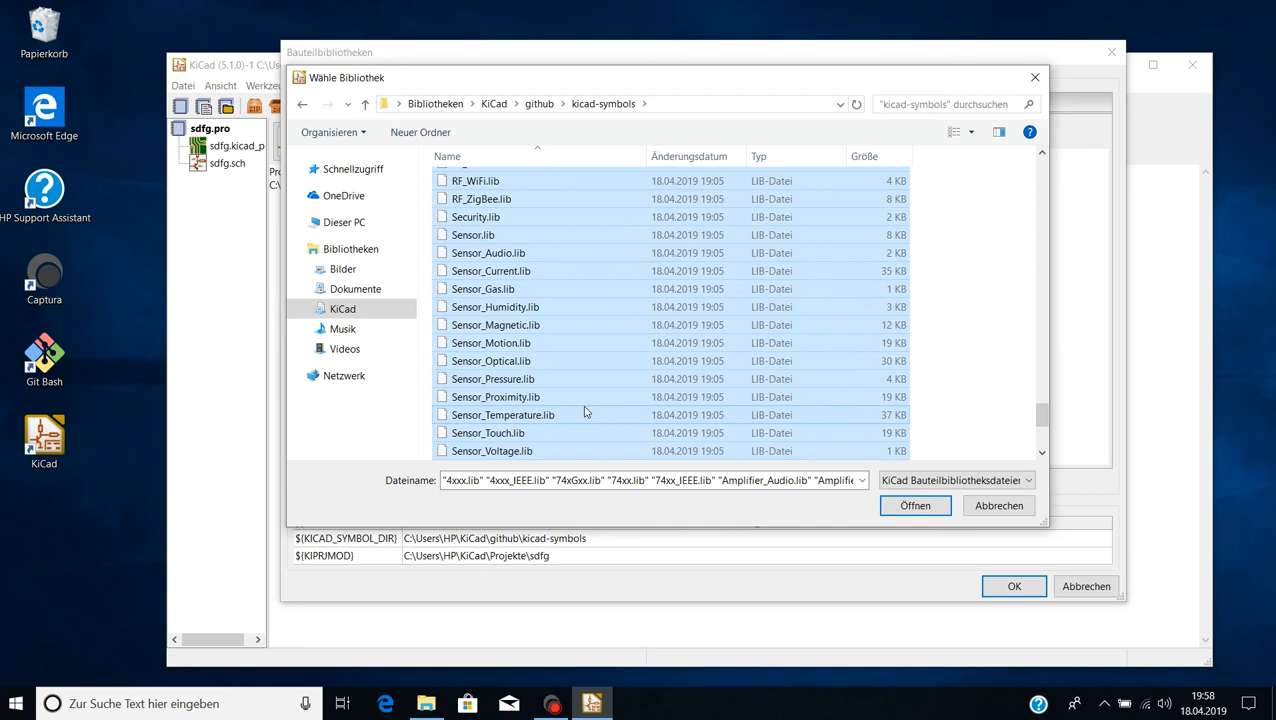 Papierkorb
Microsoft Edge
HP Support Assistant
Captura
Git Bash
KiCad
KiCad (5.1.0)-1 C:\Us
Datei Ansicht Werkzeu
sdfg.pro
sdfg.kicad_p
sdfg.sch
Bauteilbibliotheken
Wähle Bibliothek
Bibliotheken KiCad github kicad-symbols
"kicad-symbols" durchsuchen
Organisieren Neuer Ordner
Name Änderungsdatum Typ Größe
Schnellzugriff
OneDrive
Dieser PC
Bibliotheken
Bilder
Dokumente
KiCad
Musik
Videos
Netzwerk
RF_WiFi.lib 18.04.2019 19:05 LIB-Datei 4 KB
RF_ZigBee.lib 18.04.2019 19:05 LIB-Datei 8 KB
Security.lib 18.04.2019 19:05 LIB-Datei 2 KB
Sensor.lib 18.04.2019 19:05 LIB-Datei 8 KB
Sensor_Audio.lib 18.04.2019 19:05 LIB-Datei 2 KB
Sensor_Current.lib 18.04.2019 19:05 LIB-Datei 35 KB
Sensor_Gas.lib 18.04.2019 19:05 LIB-Datei 1 KB
Sensor_Humidity.lib 18.04.2019 19:05 LIB-Datei 3 KB
Sensor_Magnetic.lib 18.04.2019 19:05 LIB-Datei 12 KB
Sensor_Motion.lib 18.04.2019 19:05 LIB-Datei 19 KB
Sensor_Optical.lib 18.04.2019 19:05 LIB-Datei 30 KB
Sensor_Pressure.lib 18.04.2019 19:05 LIB-Datei 4 KB
Sensor_Proximity.lib 18.04.2019 19:05 LIB-Datei 19 KB
Sensor_Temperature.lib 18.04.2019 19:05 LIB-Datei 37 KB
Sensor_Touch.lib 18.04.2019 19:05 LIB-Datei 19 KB
Sensor_Voltage.lib 18.04.2019 19:05 LIB-Datei 1 KB
Dateiname: "4xxx.lib" "4xxx_IEEE.lib" "74xGxx.lib" "74xx.lib" "74xx_IEEE.lib" "Amplifier_Audio.lib" "Amplifie
KiCad Bauteilbibliotheksdateien
Öffnen Abbrechen
${KICAD_SYMBOL_DIR} C:\Users\HP\KiCad\github\kicad-symbols
${KIPRJMOD} C:\Users\HP\KiCad\Projekte\sdfg
OK Abbrechen
Zur Suche Text hier eingeben
19:58
18.04.2019